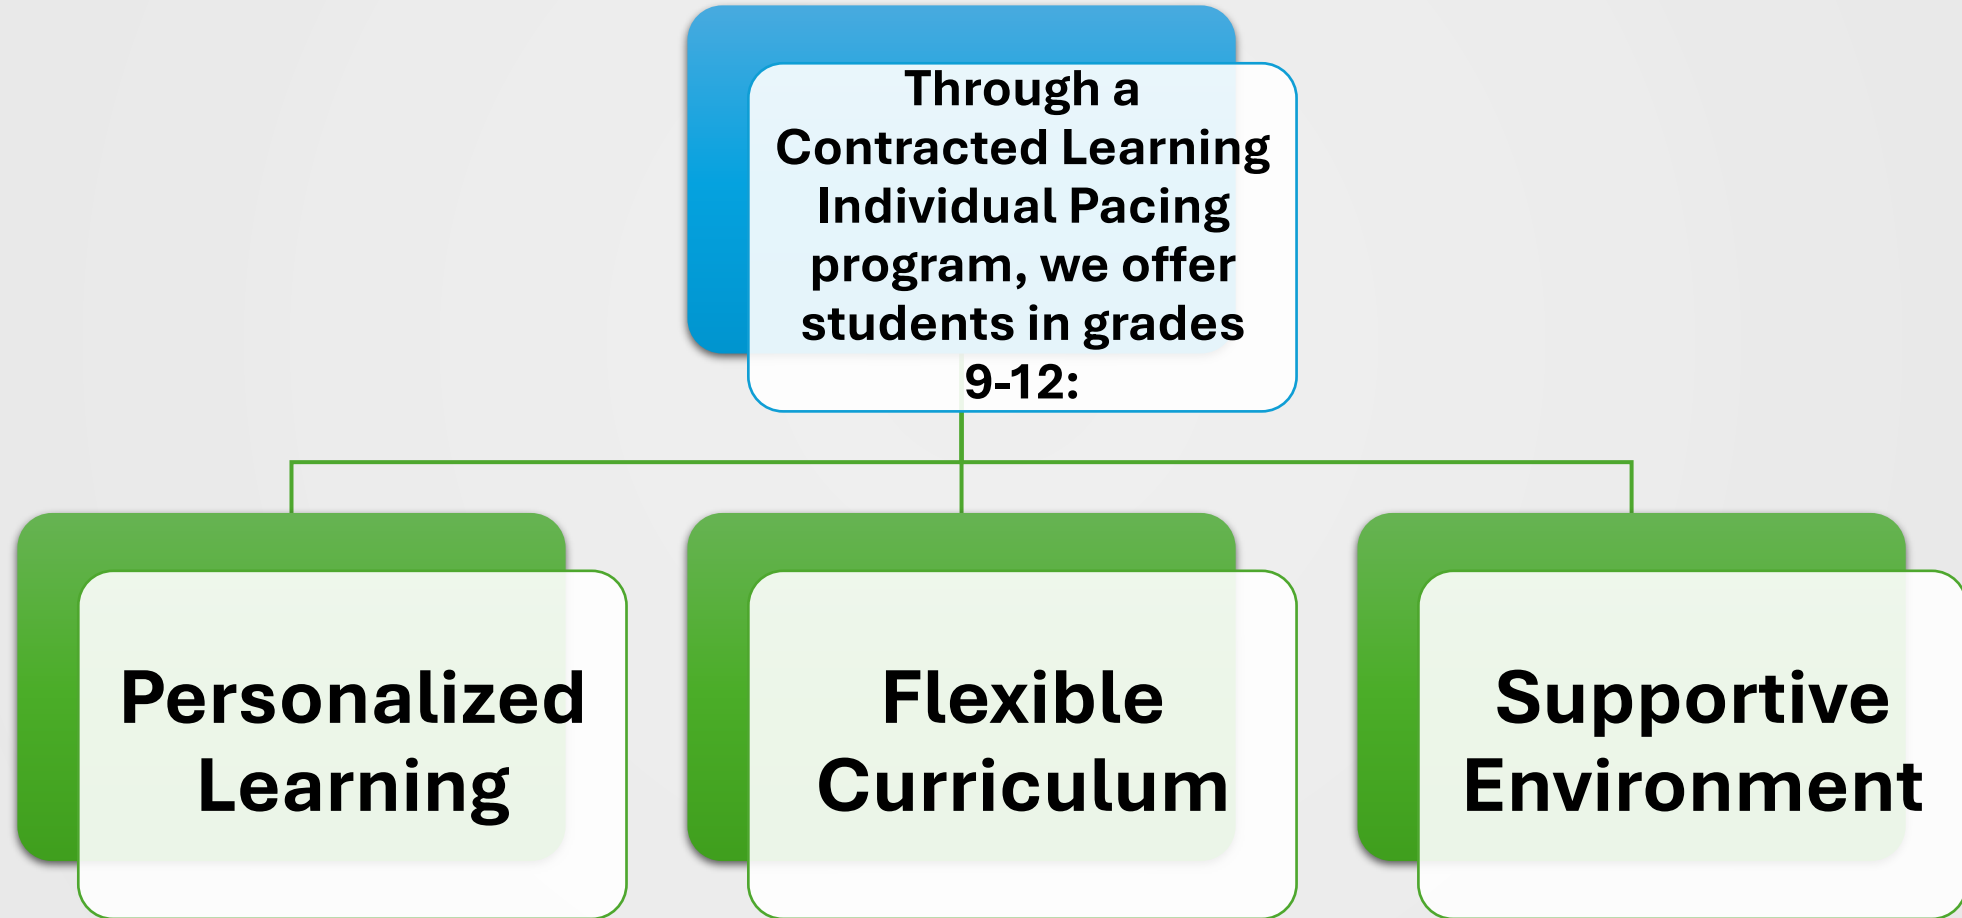 Through a
Contracted Learning
Individual Pacing
program, we offer
students in grades
9-12:
Personalized
Learning
Flexible
Curriculum
Supportive
Environment